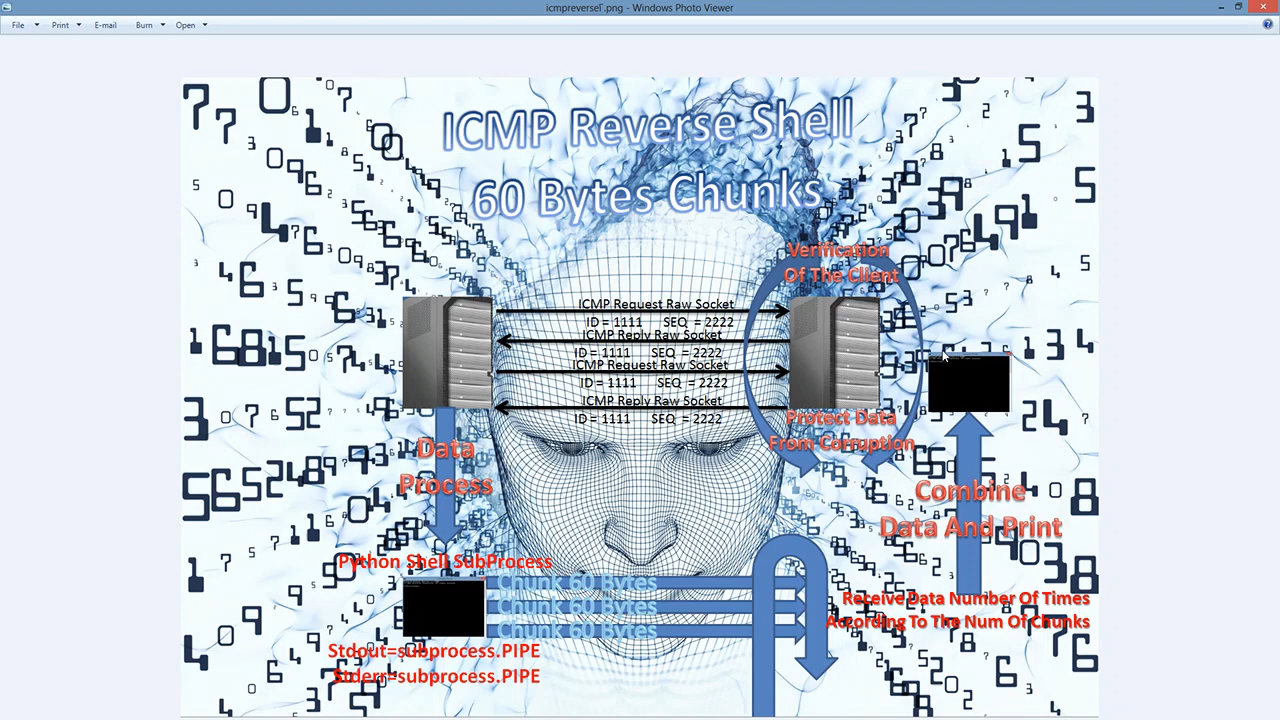 icmpreverse1̈.png - Windows Photo Viewer
File Print E-mail Burn Open
ICMP Reverse Shell
60 Bytes Chunks
Verification
Of The Client
ICMP Request Raw Socket
ID = 1111 SEQ = 2222
ICMP Reply Raw Socket
ID = 1111 SEQ = 2222
ICMP Request Raw Socket
ID = 1111 SEQ = 2222
ICMP Reply Raw Socket
ID = 1111 SEQ = 2222
Protect Data
From Corruption
Data
Process
Combine
Data And Print
Python Shell SubProcess
Chunk 60 Bytes
Chunk 60 Bytes
Chunk 60 Bytes
Receive Data Number Of Times
According To The Num Of Chunks
Stdout=subprocess.PIPE
Stderr=subprocess.PIPE